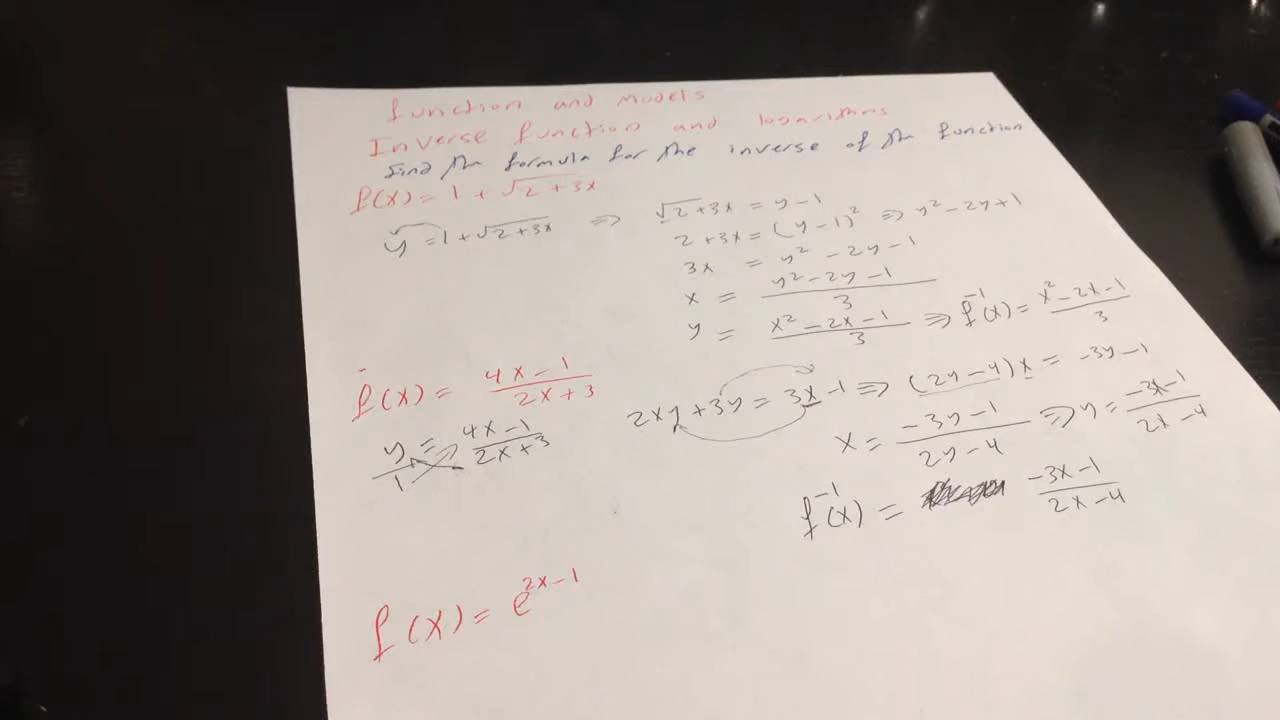 function and models
Inverse function and logarithms
find the formula for the inverse of the function
f(x) = 1 + √2 + 3x
y = 1 + √2 + 3x ⇒ √2 + 3x = y - 1
2 + 3x = (y - 1)² ⇒ y² - 2y + 1
3x = y² - 2y - 1
x = y² - 2y - 1 / 3
y = x² - 2x - 1 / 3 ⇒ f⁻¹(x) = x² - 2x - 1 / 3
f(x) = 4x - 1 / 2x + 3
y / 1 = 4x - 1 / 2x + 3
2xy + 3y = 3x - 1 ⇒ (2y - 4)x = -3y - 1
x = -3y - 1 / 2y - 4 ⇒ y = -3x - 1 / 2x - 4
f⁻¹(x) = -3x - 1 / 2x - 4
f(x) = e²ˣ⁻¹